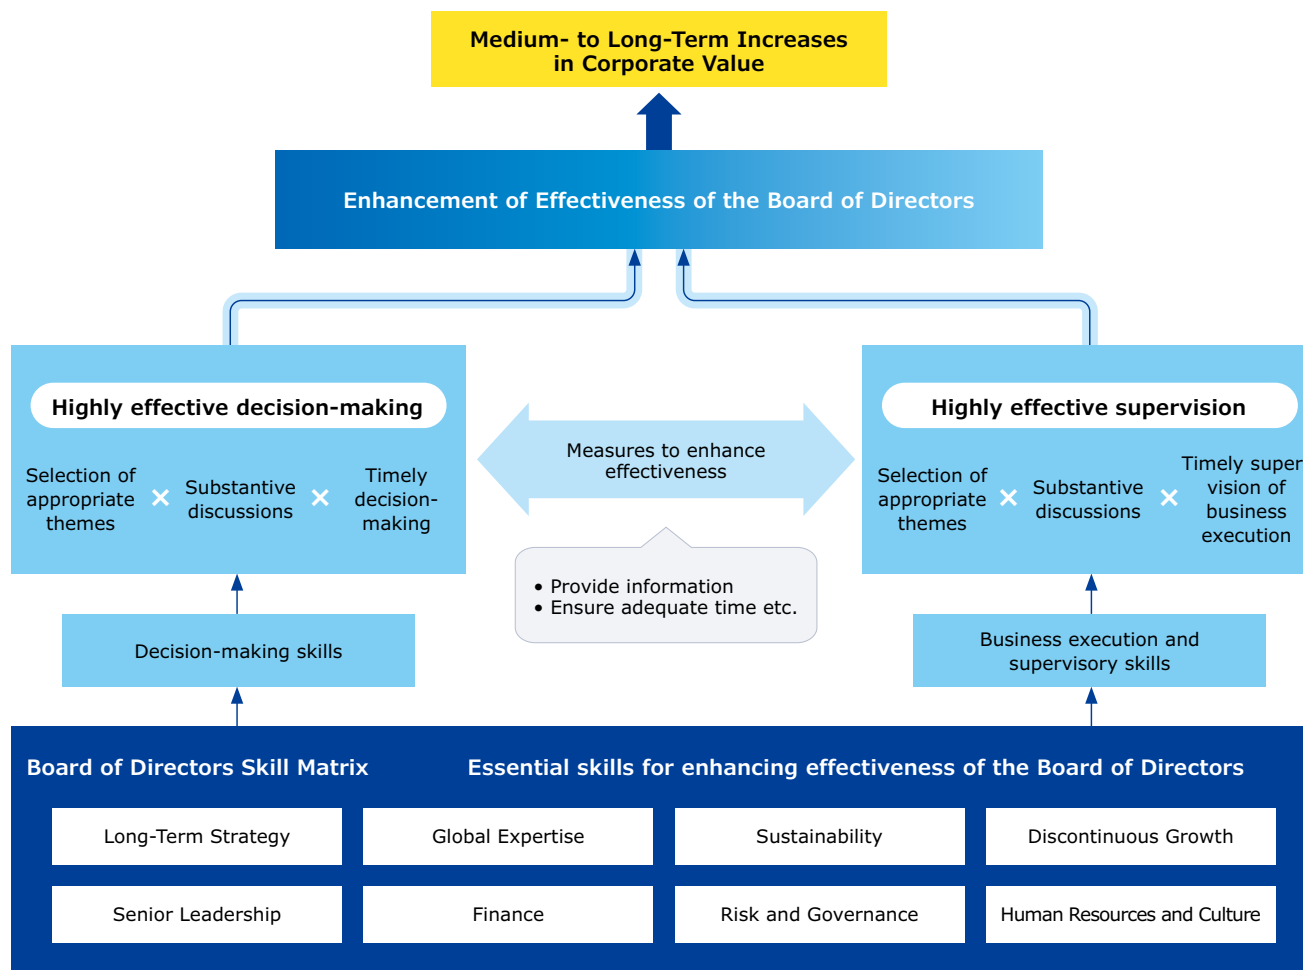 Medium- to Long-Term Increases
in Corporate Value
Enhancement of Effectiveness of the Board of Directors
Highly effective decision-making
Selection of
appropriate
themes
×
Substantive
discussions
×
Timely
decision-
making
Measures to enhance
effectiveness
• Provide information
• Ensure adequate time etc.
Highly effective supervision
Selection of
appropriate
themes
×
Substantive
discussions
×
Timely super
vision of
business
execution
Decision-making skills
Business execution and
supervisory skills
Board of Directors Skill Matrix
Essential skills for enhancing effectiveness of the Board of Directors
Long-Term Strategy
Global Expertise
Sustainability
Discontinuous Growth
Senior Leadership
Finance
Risk and Governance
Human Resources and Culture